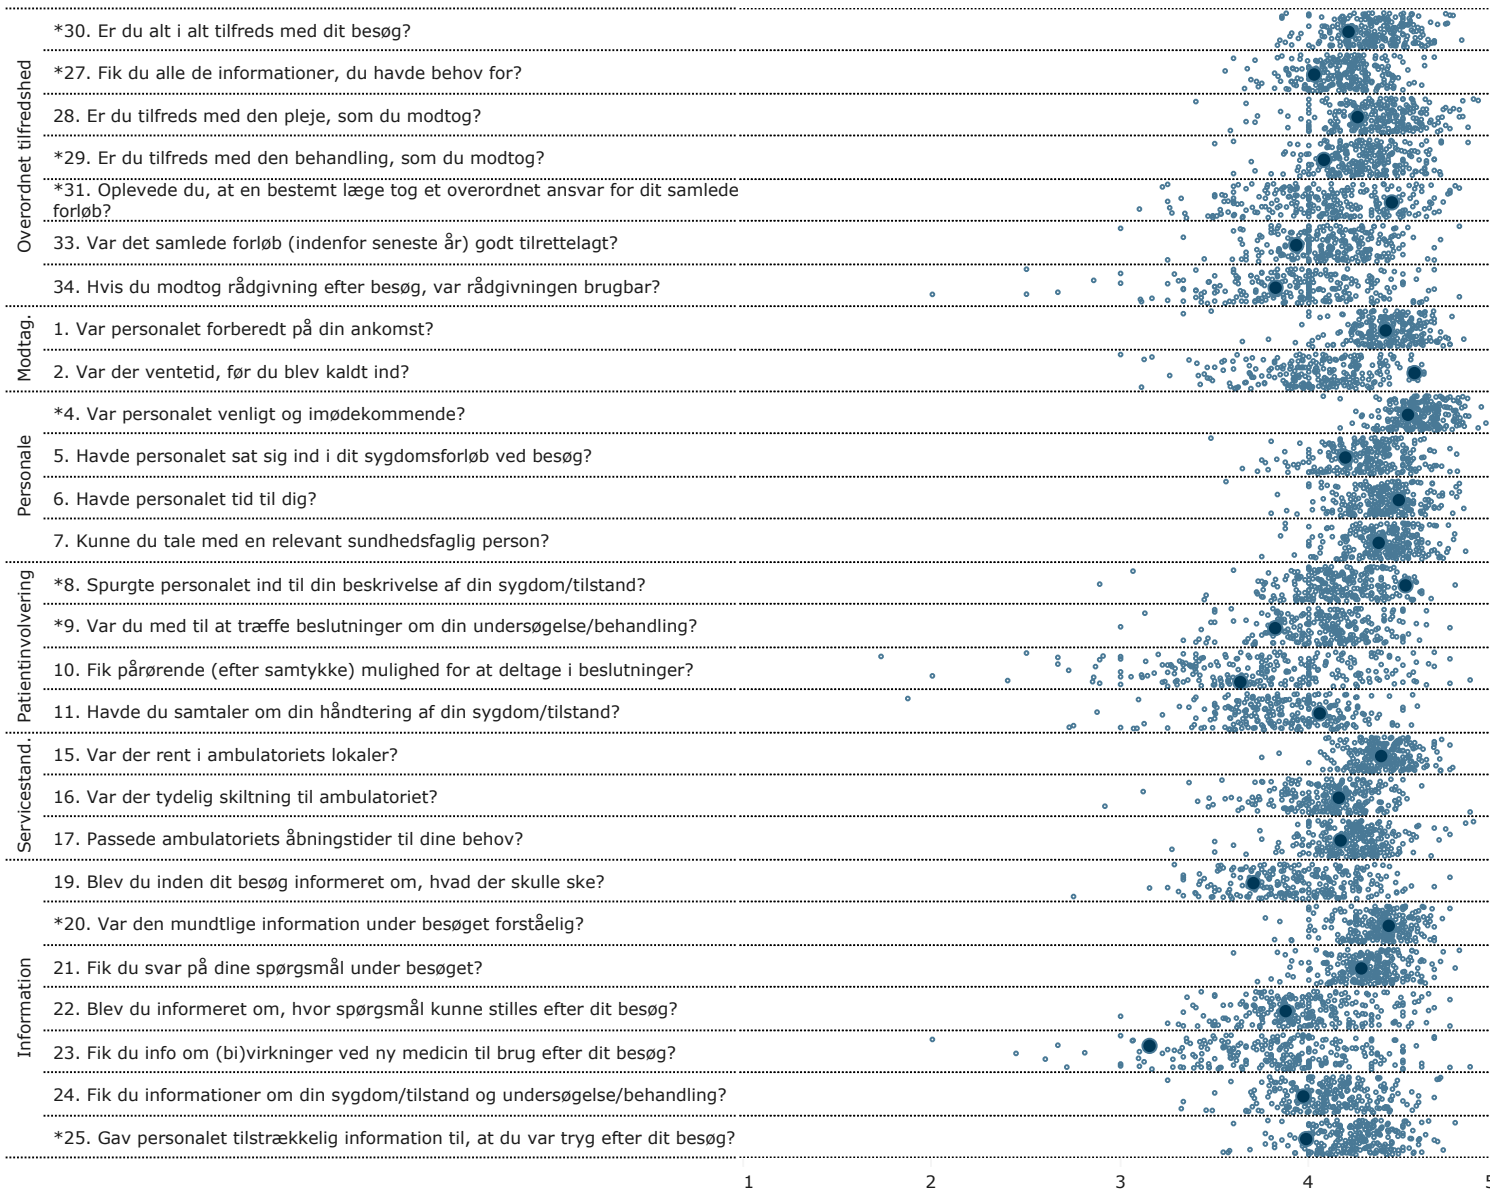 Overordnet tilfredshed
*30. Er du alt i alt tilfreds med dit besøg?
*27. Fik du alle de informationer, du havde behov for?
28. Er du tilfreds med den pleje, som du modtog?
*29. Er du tilfreds med den behandling, som du modtog?
*31. Oplevede du, at en bestemt læge tog et overordnet ansvar for dit samlede
forløb?
33. Var det samlede forløb (indenfor seneste år) godt tilrettelagt?
34. Hvis du modtog rådgivning efter besøg, var rådgivningen brugbar?
Modtag.
1. Var personalet forberedt på din ankomst?
2. Var der ventetid, før du blev kaldt ind?
Personale
*4. Var personalet venligt og imødekommende?
5. Havde personalet sat sig ind i dit sygdomsforløb ved besøg?
6. Havde personalet tid til dig?
7. Kunne du tale med en relevant sundhedsfaglig person?
Patientinvolvering
*8. Spurgte personalet ind til din beskrivelse af din sygdom/tilstand?
*9. Var du med til at træffe beslutninger om din undersøgelse/behandling?
10. Fik pårørende (efter samtykke) mulighed for at deltage i beslutninger?
11. Havde du samtaler om din håndtering af din sygdom/tilstand?
Servicestand.
15. Var der rent i ambulatoriets lokaler?
16. Var der tydelig skiltning til ambulatoriet?
17. Passede ambulatoriets åbningstider til dine behov?
Information
19. Blev du inden dit besøg informeret om, hvad der skulle ske?
*20. Var den mundtlige information under besøget forståelig?
21. Fik du svar på dine spørgsmål under besøget?
22. Blev du informeret om, hvor spørgsmål kunne stilles efter dit besøg?
23. Fik du info om (bi)virkninger ved ny medicin til brug efter dit besøg?
24. Fik du informationer om din sygdom/tilstand og undersøgelse/behandling?
*25. Gav personalet tilstrækkelig information til, at du var tryg efter dit besøg?
1 2 3 4 5